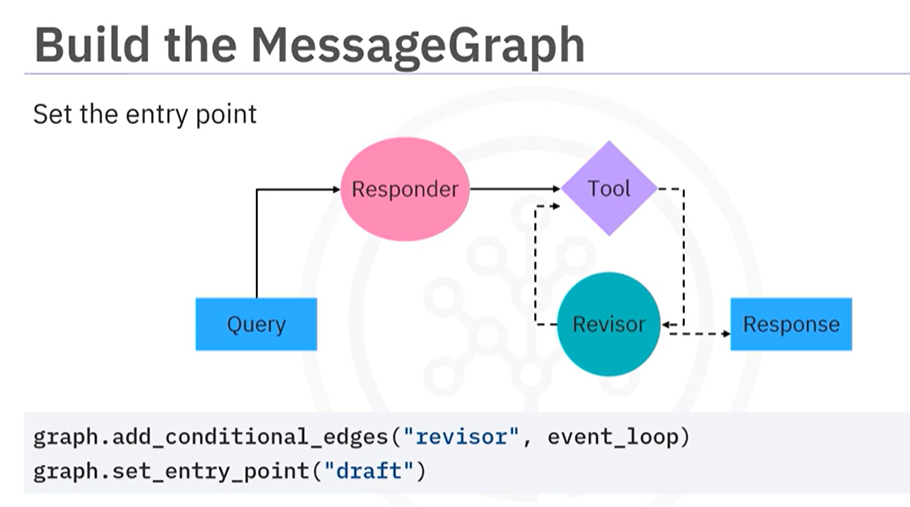 Build the MessageGraph
Set the entry point
Responder
Tool
Query
Revisor
Response
graph.add_conditional_edges("revisor", event_loop)
graph.set_entry_point("draft")